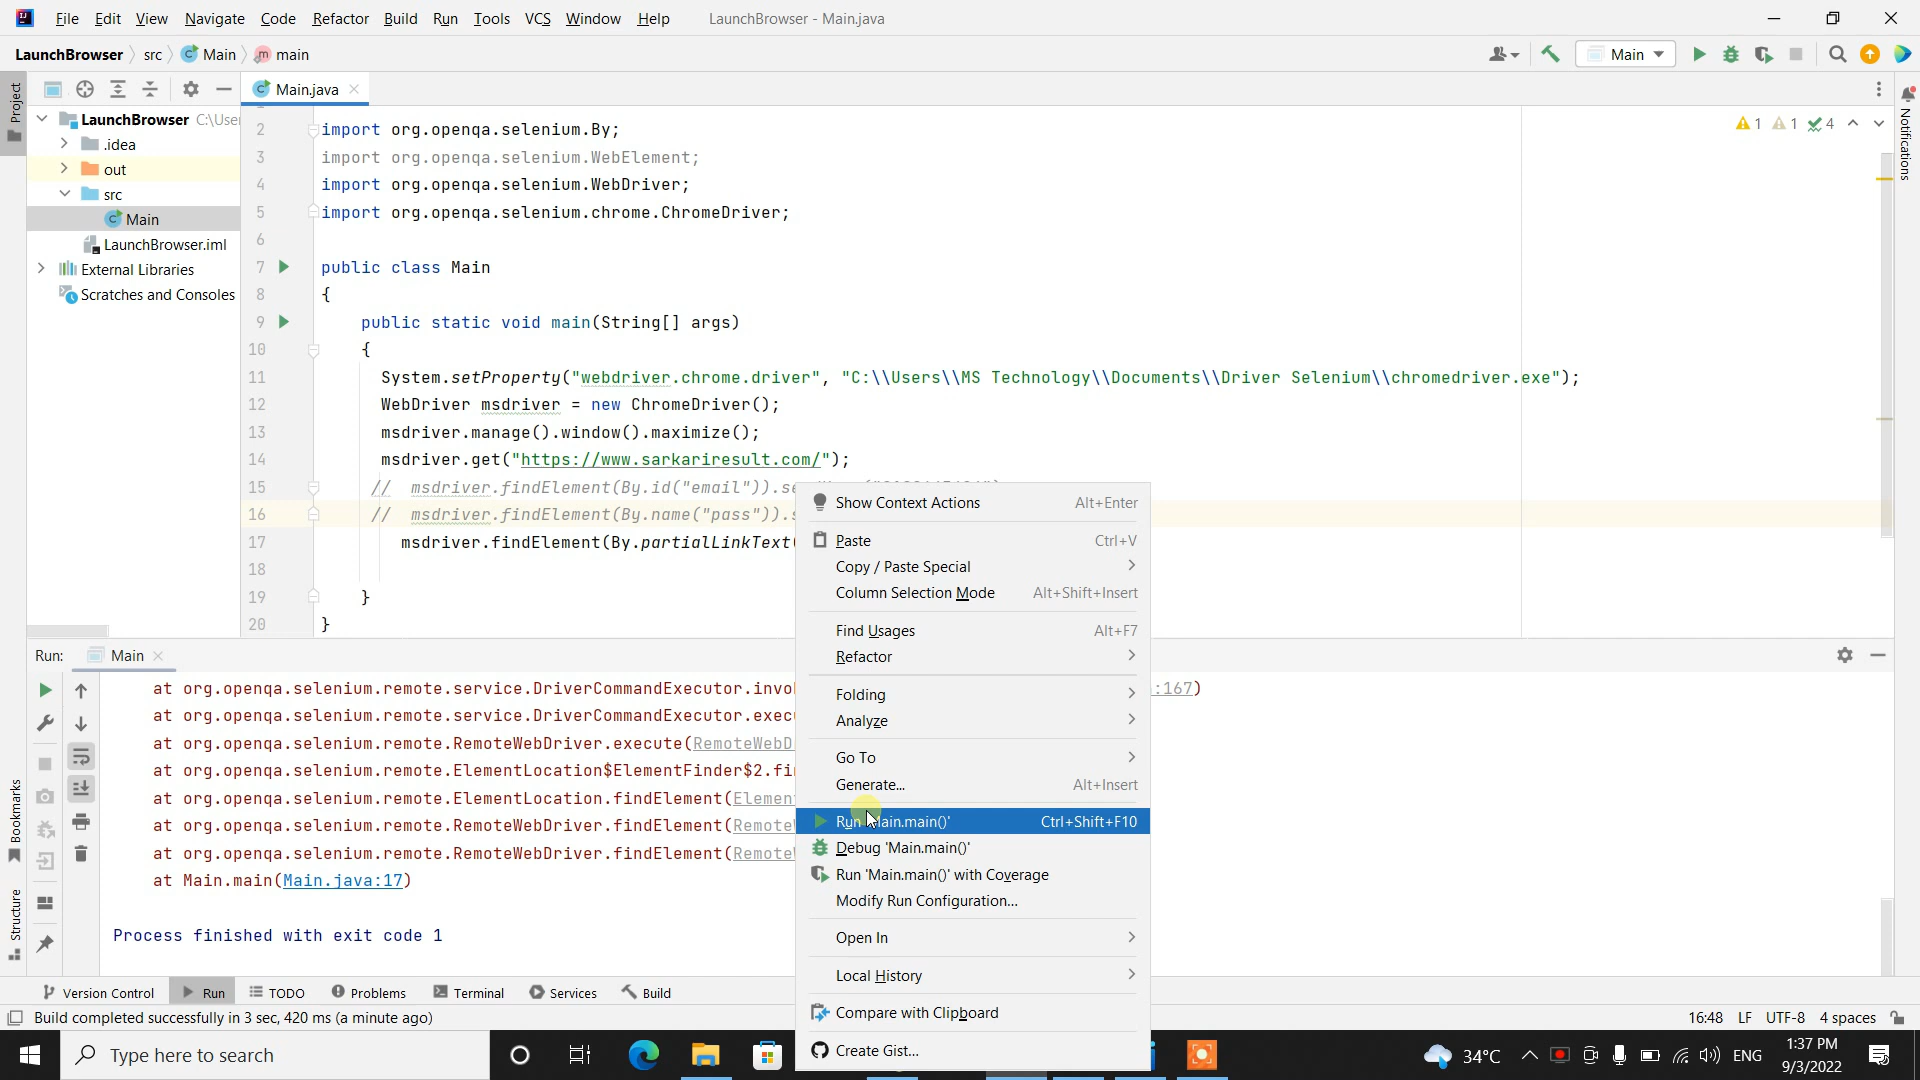 File Edit View Navigate Code Refactor Build Run Tools VCS Window Help LaunchBrowser - Main.java
LaunchBrowser src Main main Main
Project
Main.java
LaunchBrowser C:\Use
.idea
out
src
Main
LaunchBrowser.iml
External Libraries
Scratches and Consoles
1 1 4
Notifications
2 import org.openqa.selenium.By;
3 import org.openqa.selenium.WebElement;
4 import org.openqa.selenium.WebDriver;
5 import org.openqa.selenium.chrome.ChromeDriver;
6
7 public class Main
8 {
9 public static void main(String[] args)
10 {
11 System.setProperty("webdriver.chrome.driver", "C:\\Users\\MS Technology\\Documents\\Driver Selenium\\chromedriver.exe");
12 WebDriver msdriver = new ChromeDriver();
13 msdriver.manage().window().maximize();
14 msdriver.get("https://www.sarkariresult.com/");
15 // msdriver.findElement(By.id("email")).se
16 // msdriver.findElement(By.name("pass")).s
17 msdriver.findElement(By.partialLinkText(
18
19 }
20 }
Show Context Actions Alt+Enter
Paste Ctrl+V
Copy / Paste Special
Column Selection Mode Alt+Shift+Insert
Find Usages Alt+F7
Refactor
Folding
Analyze
Go To
Generate... Alt+Insert
Run 'Main.main()' Ctrl+Shift+F10
Debug 'Main.main()'
Run 'Main.main()' with Coverage
Modify Run Configuration...
Open In
Local History
Compare with Clipboard
Create Gist...
Run: Main
at org.openqa.selenium.remote.service.DriverCommandExecutor.invo :167)
at org.openqa.selenium.remote.service.DriverCommandExecutor.exec
at org.openqa.selenium.remote.RemoteWebDriver.execute(RemoteWebD
at org.openqa.selenium.remote.ElementLocation$ElementFinder$2.fi
at org.openqa.selenium.remote.ElementLocation.findElement(Elemen
at org.openqa.selenium.remote.RemoteWebDriver.findElement(Remote
at org.openqa.selenium.remote.RemoteWebDriver.findElement(Remote
at Main.main(Main.java:17)
Process finished with exit code 1
Bookmarks
Structure
Version Control Run TODO Problems Terminal Services Build
Build completed successfully in 3 sec, 420 ms (a minute ago) 16:48 LF UTF-8 4 spaces
Type here to search 34°C ENG 1:37 PM
9/3/2022